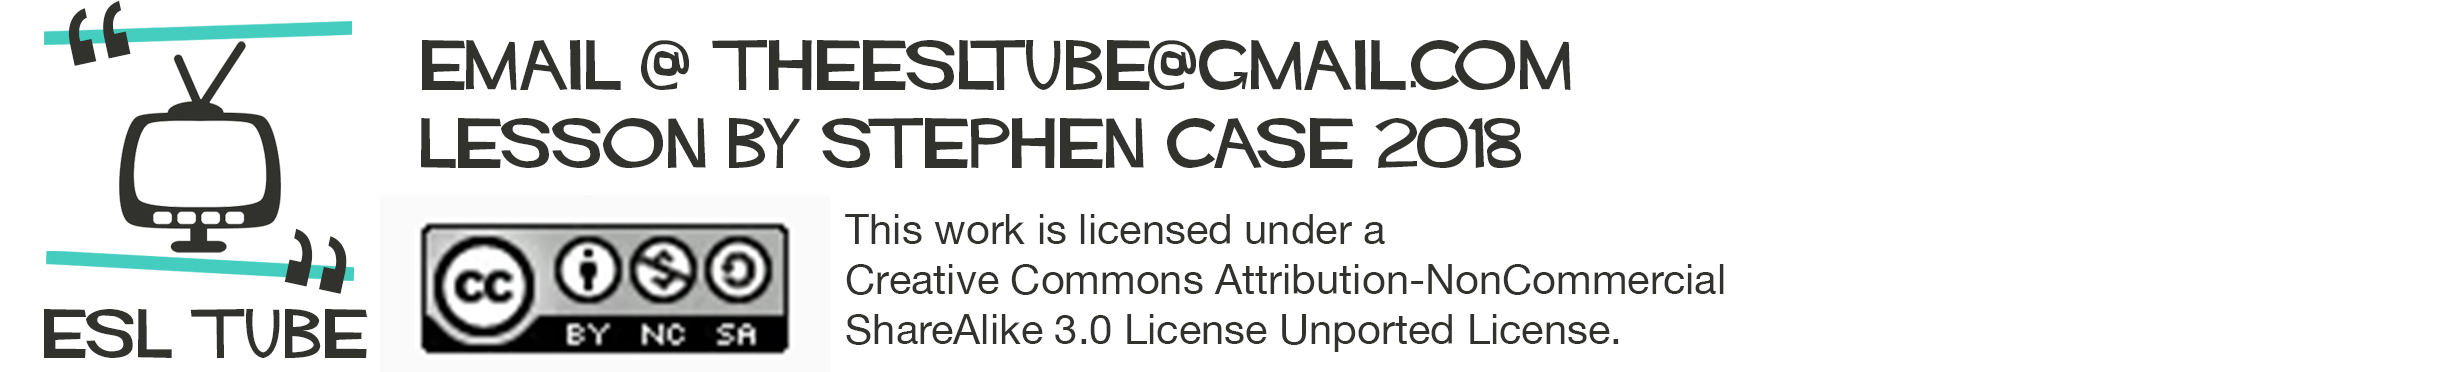 EMAIL @ THEESLTUBE@GMAIL.COM
LESSON BY STEPHEN CASE 2018
ESL TUBE
cc
BY NC SA
This work is licensed under a
Creative Commons Attribution-NonCommercial
ShareAlike 3.0 License Unported License.